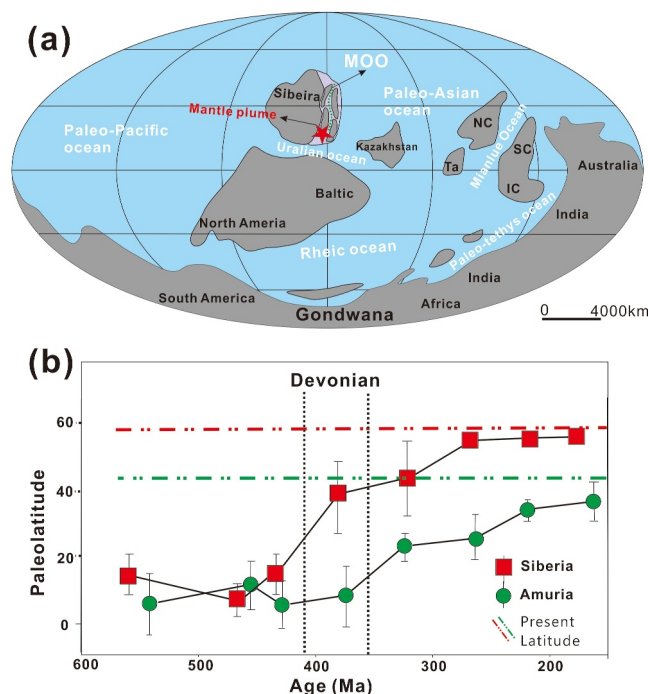 (a)
MOO
Paleo-Asian
ocean
Sibeira
Mantle plume
Paleo-Pacific
ocean
Uralian ocean
Kazakhstan
NC
SC
Ta
IC
Mianlue Ocean
Australia
Baltic
India
North Ameria
Rheic ocean
Paleo-tethys ocean
India
South America
Africa
Gondwana
0 4000km
(b)
Devonian
60
40
20
0
Paleolatitude
Siberia
Amuria
Present
Latitude
600 500 400 300 200
Age (Ma)